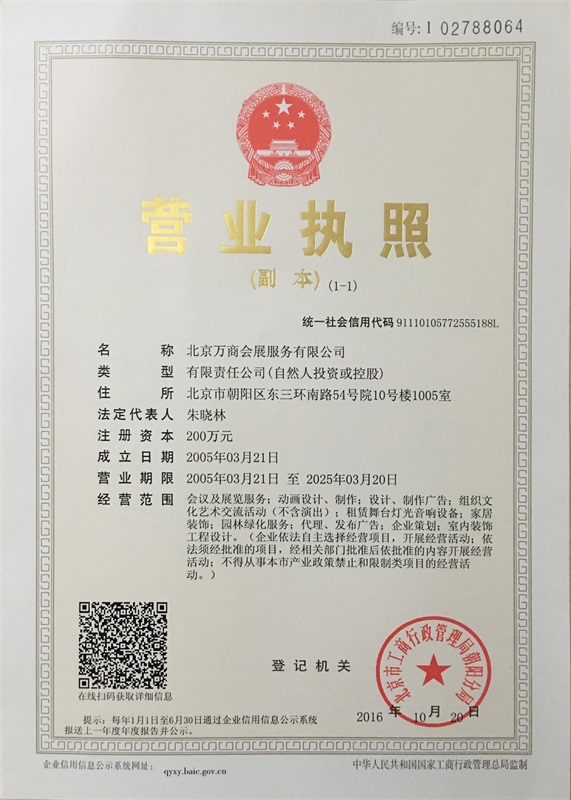 编号:1 02788064
营业执照
(副 本) (1-1)
统一社会信用代码 91110105772555188L
名 称 北京万商会展服务有限公司
类 型 有限责任公司(自然人投资或控股)
住 所 北京市朝阳区东三环南路54号院10号楼1005室
法定代表人 朱晓林
注册资本 200万元
成立日期 2005年03月21日
营业期限 2005年03月21日 至 2025年03月20日
经营范围 会议及展览服务；动画设计、制作；设计、制作广告；组织文
化艺术交流活动（不含演出）；租赁舞台灯光音响设备；家居
装饰；园林绿化服务；代理、发布广告；企业策划；室内装饰
工程设计。（企业依法自主选择经营项目，开展经营活动；依
法须经批准的项目，经相关部门批准后依批准的内容开展经营
活动；不得从事本市产业政策禁止和限制类项目的经营活
动。）
在线扫码获取详细信息
登记机关
北京市工商行政管理局朝阳分局
2016 年 10 月 20 日
提示：每年1月1日至6月30日通过企业信用信息公示系统
报送上一年度年度报告并公示。
企业信用信息公示系统网址： qyxy.baic.gov.cn
中华人民共和国国家工商行政管理总局监制